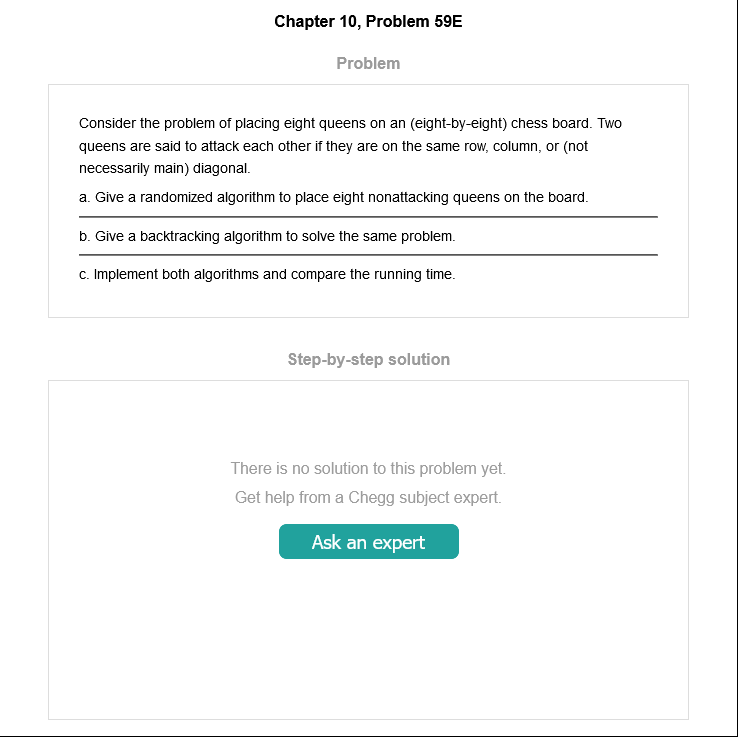 Chapter 10, Problem 59E
Problem
Consider the problem of placing eight queens on an (eight-by-eight) chess board. Two
queens are said to attack each other if they are on the same row, column, or (not
necessarily main) diagonal.
a. Give a randomized algorithm to place eight nonattacking queens on the board.
b. Give a backtracking algorithm to solve the same problem.
c. Implement both algorithms and compare the running time.
Step-by-step solution
There is no solution to this problem yet.
Get help from a Chegg subject expert.
Ask an expert